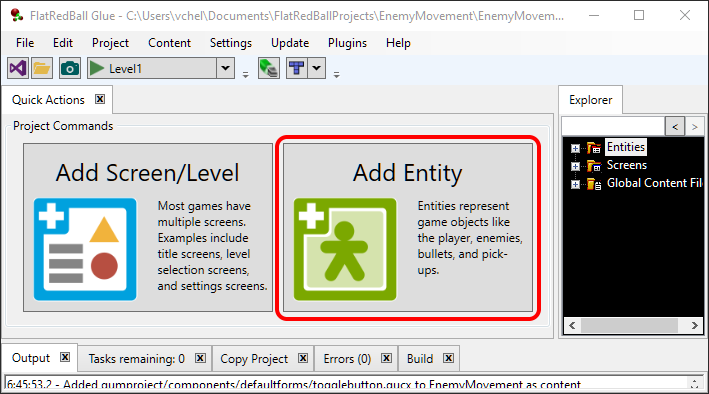 FlatRedBall Glue - C:\Users\vchel\Documents\FlatRedBallProjects\EnemyMovement\EnemyMovem...
File Edit Project Content Settings Update Plugins Help
Level1
Quick Actions
Explorer
Project Commands
< >
Add Screen/Level
Most games have
multiple screens.
Examples include
title screens, level
selection screens,
and settings screens.
Add Entity
Entities represent
game objects like
the player, enemies,
bullets, and pick-
ups.
Entities
Screens
Global Content File
Output Tasks remaining: 0 Copy Project Errors (0) Build
6:45:53.2 - Added gumproject/components/defaultforms/togglebutton.gucx to EnemyMovement as content